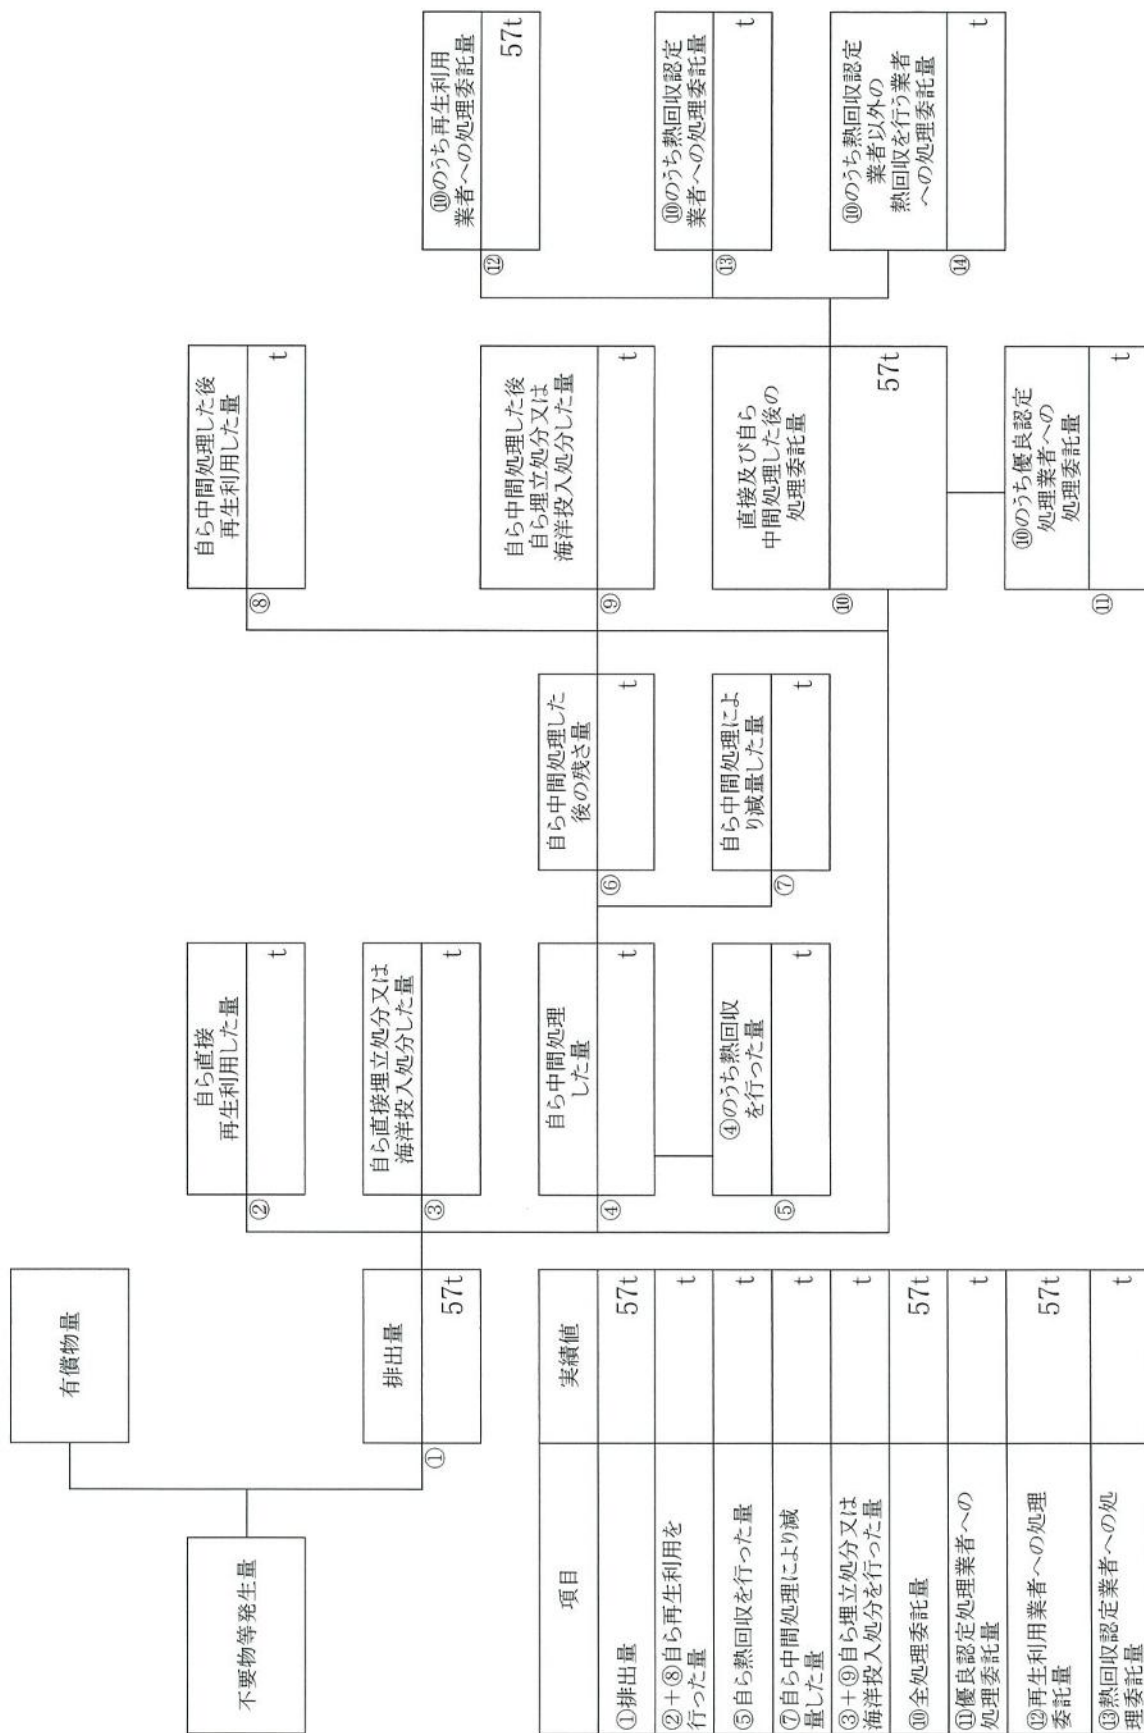 不要物等発生量
有償物量
①
排出量
57t
②
自ら直接
再生利用した量
t
③
自ら直接埋立処分又は
海洋投入処分した量
t
④
自ら中間処理
した量
t
⑤
④のうち熱回収
を行った量
t
⑥
自ら中間処理した
後の残さ量
t
⑦
自ら中間処理によ
り減量した量
t
⑧
自ら中間処理した後
再生利用した量
t
⑨
自ら中間処理した後
自ら埋立処分又は
海洋投入処分した量
t
⑩
直接及び自ら
中間処理した後の
処理委託量
57t
⑪
⑩のうち優良認定
処理業者への
処理委託量
t
⑫
⑩のうち再生利用
業者への処理委託量
57t
⑬
⑩のうち熱回収認定
業者への処理委託量
t
⑭
⑩のうち熱回収認定
業者以外の
熱回収を行う業者
への処理委託量
t
項目
実績値
①排出量
57t
②+⑧自ら再生利用を
行った量
t
⑤自ら熱回収を行った量
t
⑦自ら中間処理により減
量した量
t
③+⑨自ら埋立処分又は
海洋投入処分を行った量
t
⑩全処理委託量
57t
⑪優良認定処理業者への
処理委託量
t
⑫再生利用業者への処理
委託量
57t
⑬熱回収認定業者への処
理委託量
t